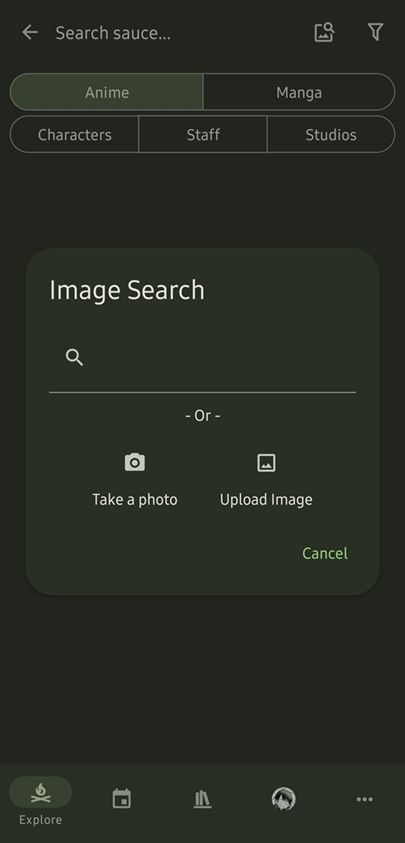 Search sauce...
Anime Manga
Characters Staff Studios
Image Search
- Or -
Take a photo Upload Image
Cancel
Explore